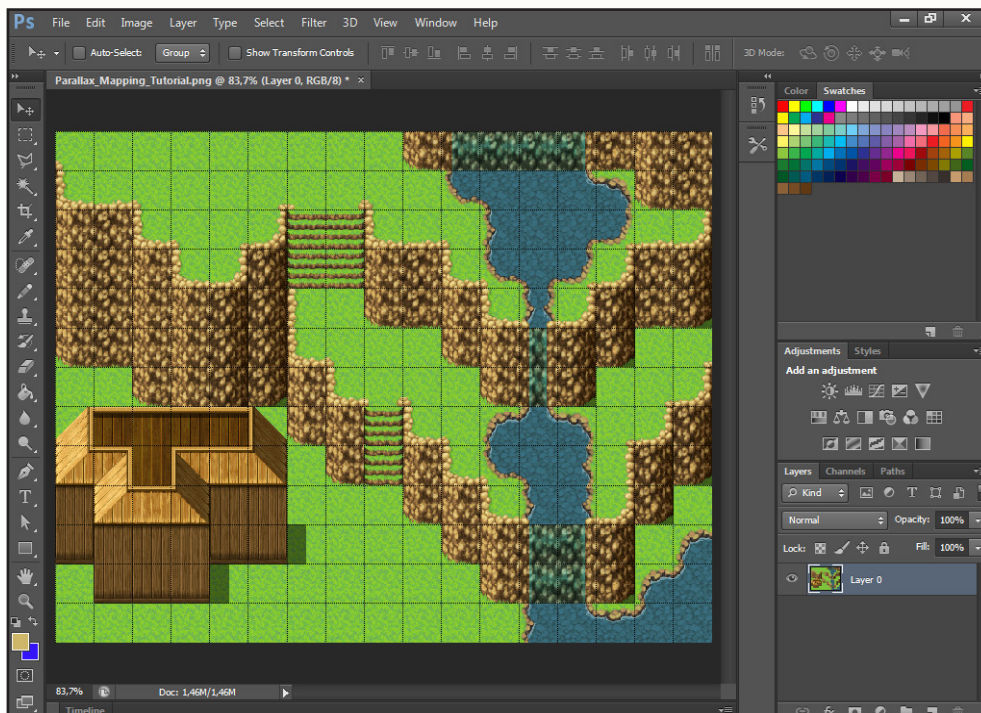 Ps File Edit Image Layer Type Select Filter 3D View Window Help
Auto-Select: Group Show Transform Controls 3D Mode:
Parallax_Mapping_Tutorial.png @ 83,7% (Layer 0, RGB/8) * ×
Color Swatches
Adjustments Styles
Add an adjustment
Layers Channels Paths
Kind
Normal Opacity: 100%
Lock: Fill: 100%
Layer 0
83,7% Doc: 1,46M/1,46M
Timeline